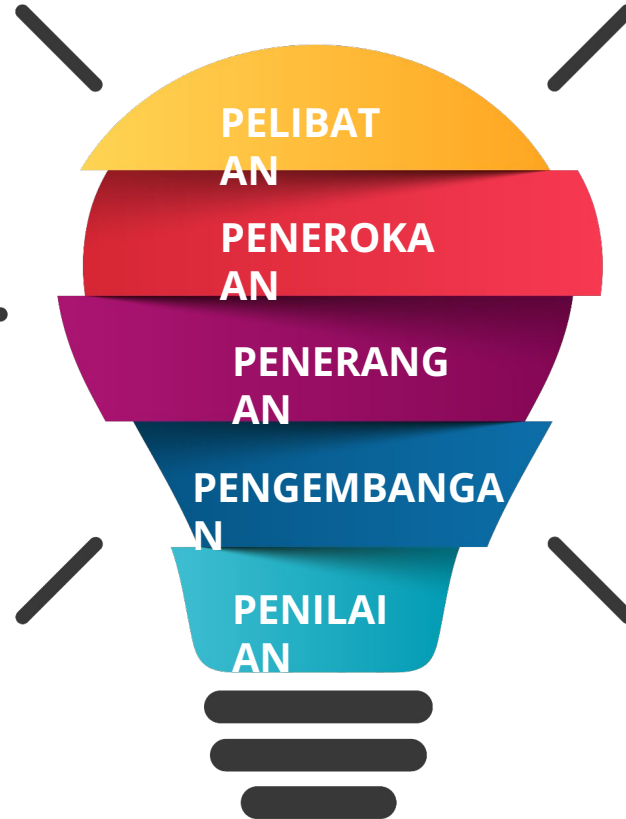 PELIBAT
AN
PENEROKA
AN
PENERANG
AN
PENGEMBANGA
N
PENILAI
AN